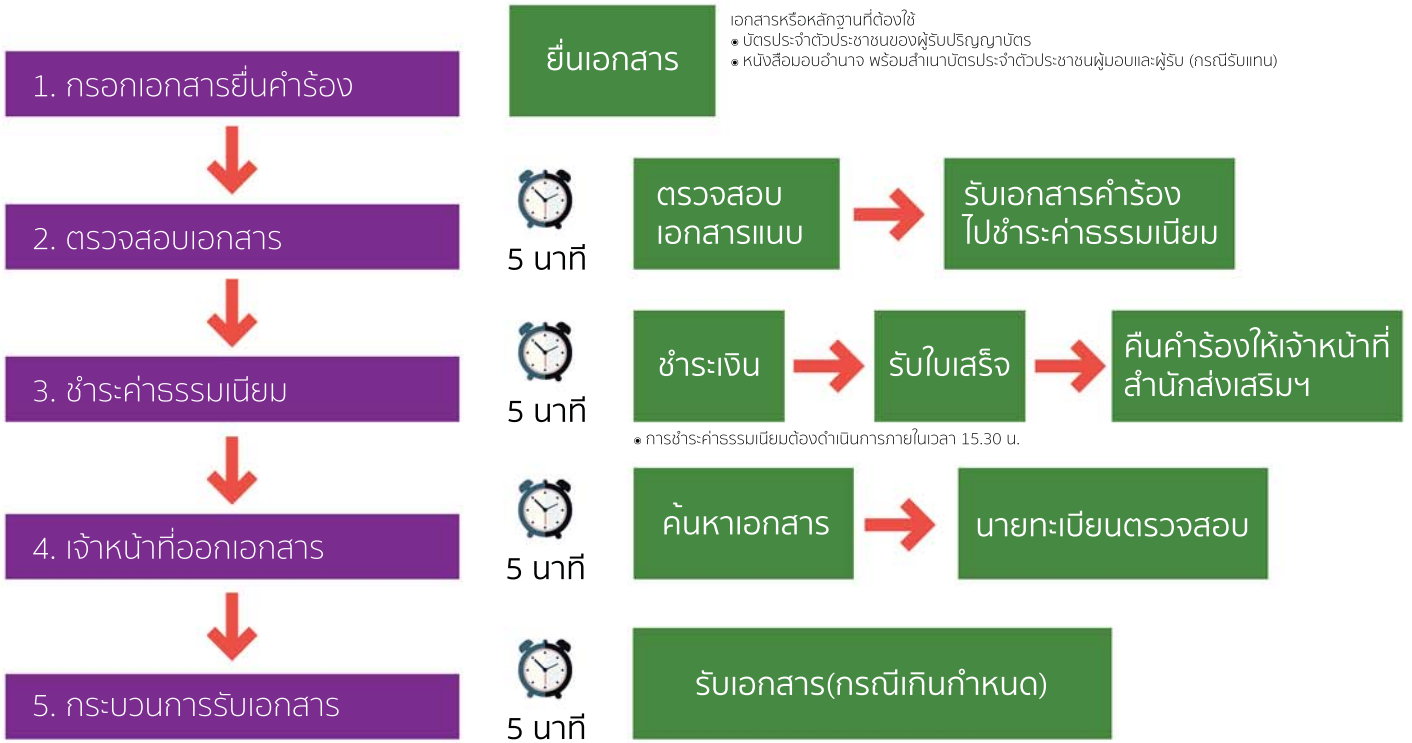 1. กรอกเอกสารยื่นคำร้อง
ยื่นเอกสาร
เอกสารหรือหลักฐานที่ต้องใช้
● บัตรประจำตัวประชาชนของผู้รับปริญญาบัตร
● หนังสือมอบอำนาจ พร้อมสำเนาบัตรประจำตัวประชาชนผู้มอบและผู้รับ (กรณีรับแทน)
2. ตรวจสอบเอกสาร
5 นาที
ตรวจสอบ
เอกสารแนบ
รับเอกสารคำร้อง
ไปชำระค่าธรรมเนียม
3. ชำระค่าธรรมเนียม
5 นาที
ชำระเงิน
รับใบเสร็จ
คืนคำร้องให้เจ้าหน้าที่
สำนักส่งเสริมฯ
● การชำระค่าธรรมเนียมต้องดำเนินการภายในเวลา 15.30 น.
4. เจ้าหน้าที่ออกเอกสาร
5 นาที
ค้นหาเอกสาร
นายทะเบียนตรวจสอบ
5. กระบวนการรับเอกสาร
5 นาที
รับเอกสาร(กรณีเกินกำหนด)